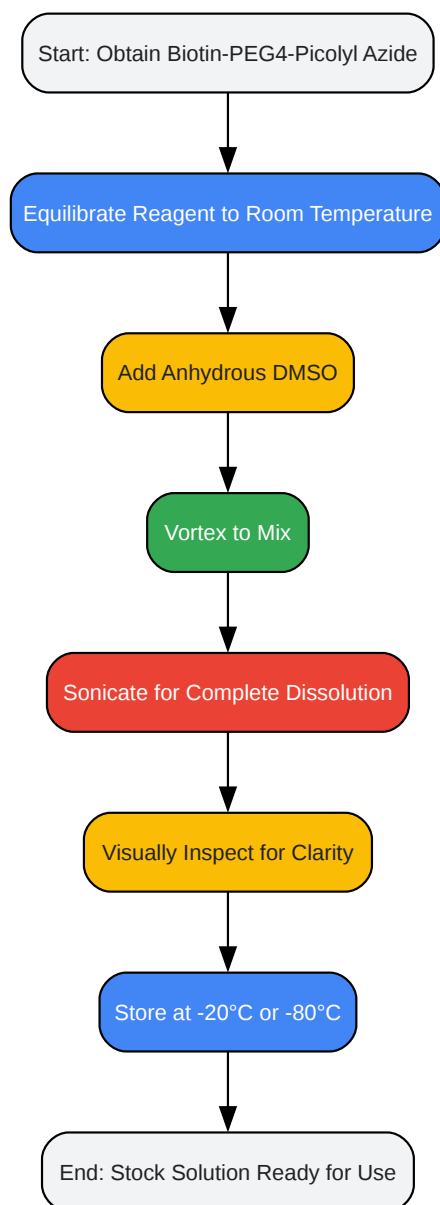 Start: Obtain Biotin-PEG4-Picolyl Azide
Equilibrate Reagent to Room Temperature
Add Anhydrous DMSO
Vortex to Mix
Sonicate for Complete Dissolution
Visually Inspect for Clarity
Store at -20°C or -80°C
End: Stock Solution Ready for Use